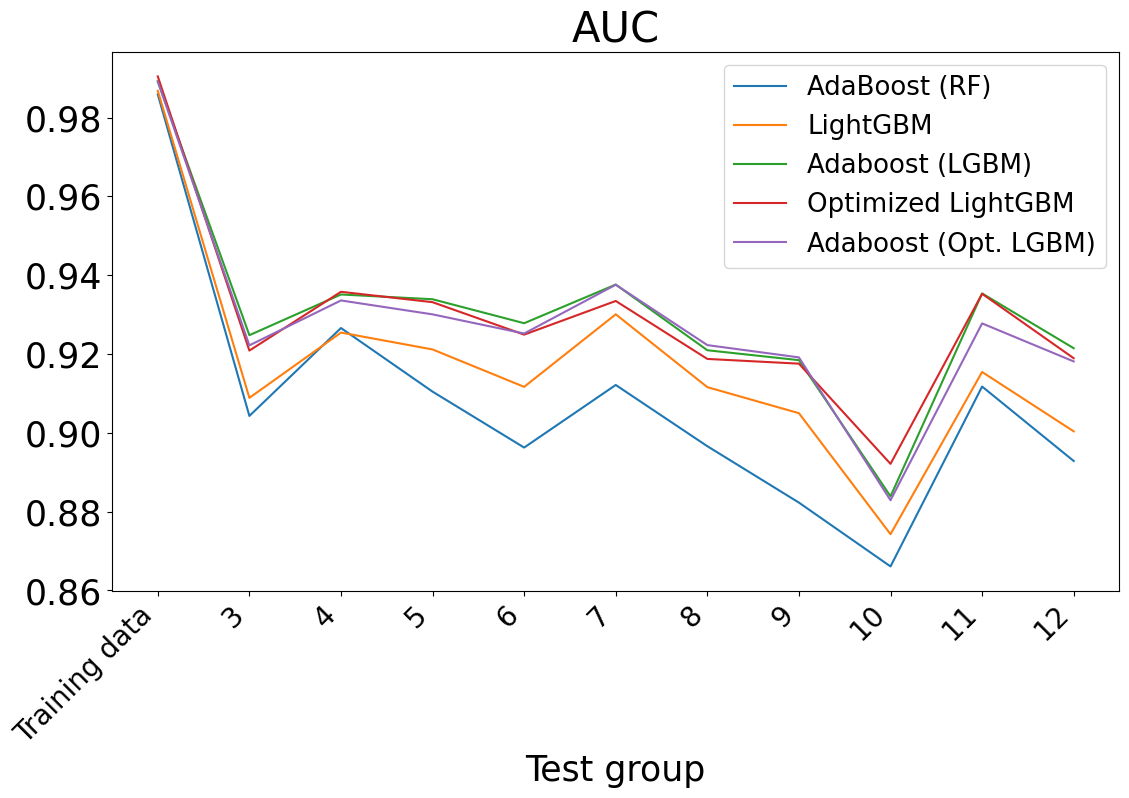 AUC
AdaBoost (RF)
LightGBM
Adaboost (LGBM)
Optimized LightGBM
Adaboost (Opt. LGBM)
0.98
0.96
0.94
0.92
0.90
0.88
0.86
Training data
3
4
5
6
7
8
9
10
11
12
Test group